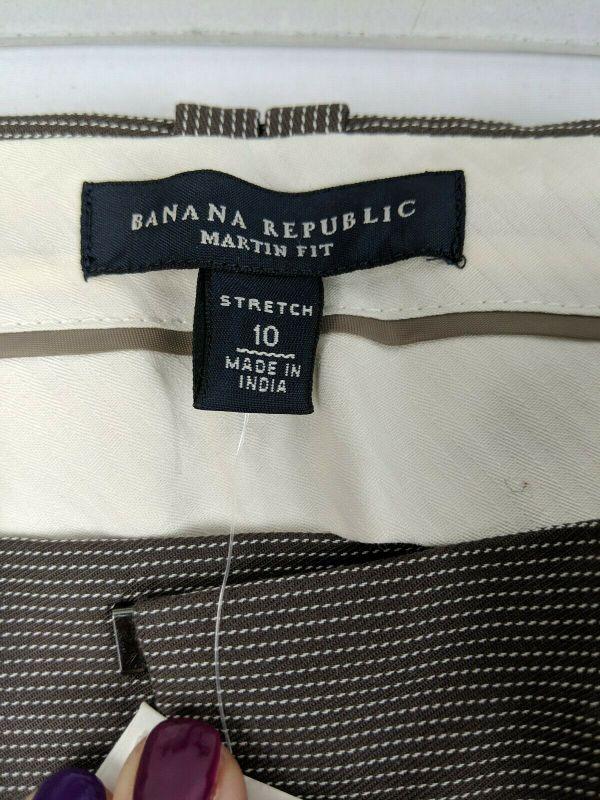 BANANA REPUBLIC
MARTIN FIT
STRETCH
10
MADE IN
INDIA